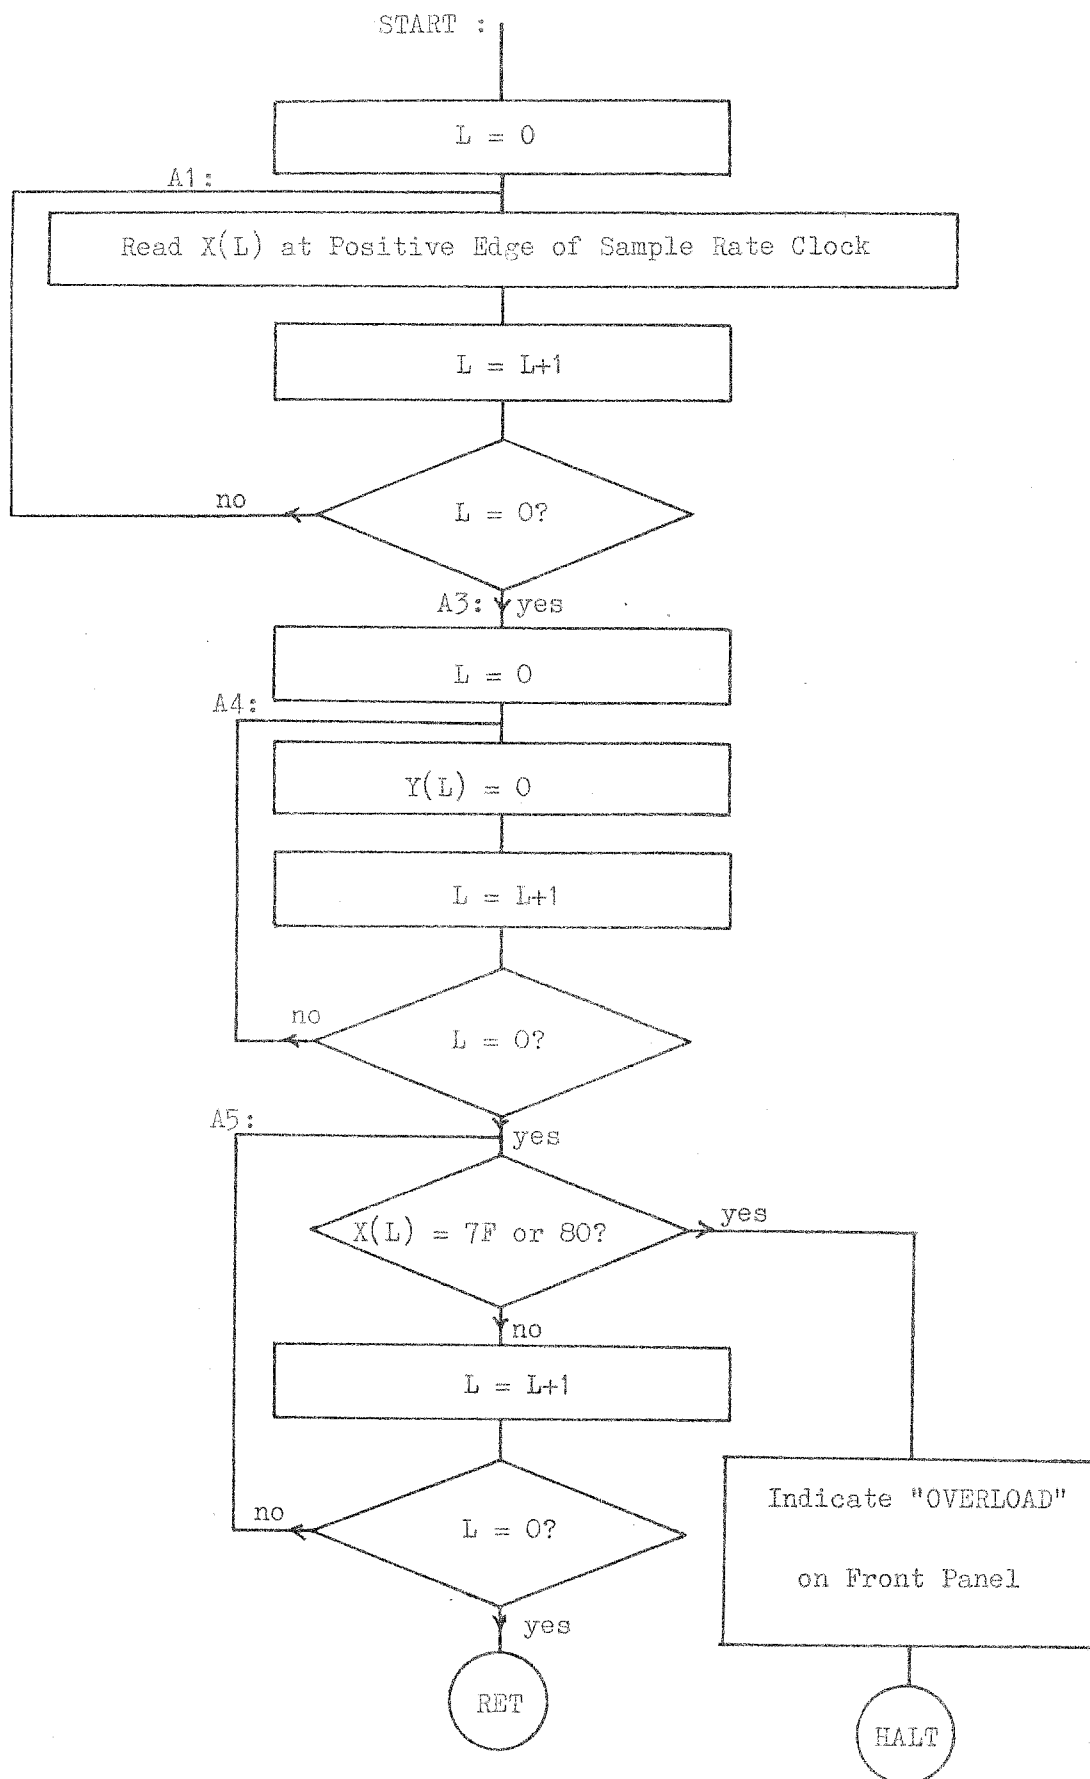 START :
L = 0
A1:
Read X(L) at Positive Edge of Sample Rate Clock
L = L+1
L = 0?
no
A3:
yes
L = 0
A4:
Y(L) = 0
L = L+1
L = 0?
no
A5:
yes
X(L) = 7F or 80?
yes
no
L = L+1
L = 0?
no
yes
RET
Indicate "OVERLOAD"
on Front Panel
HALT